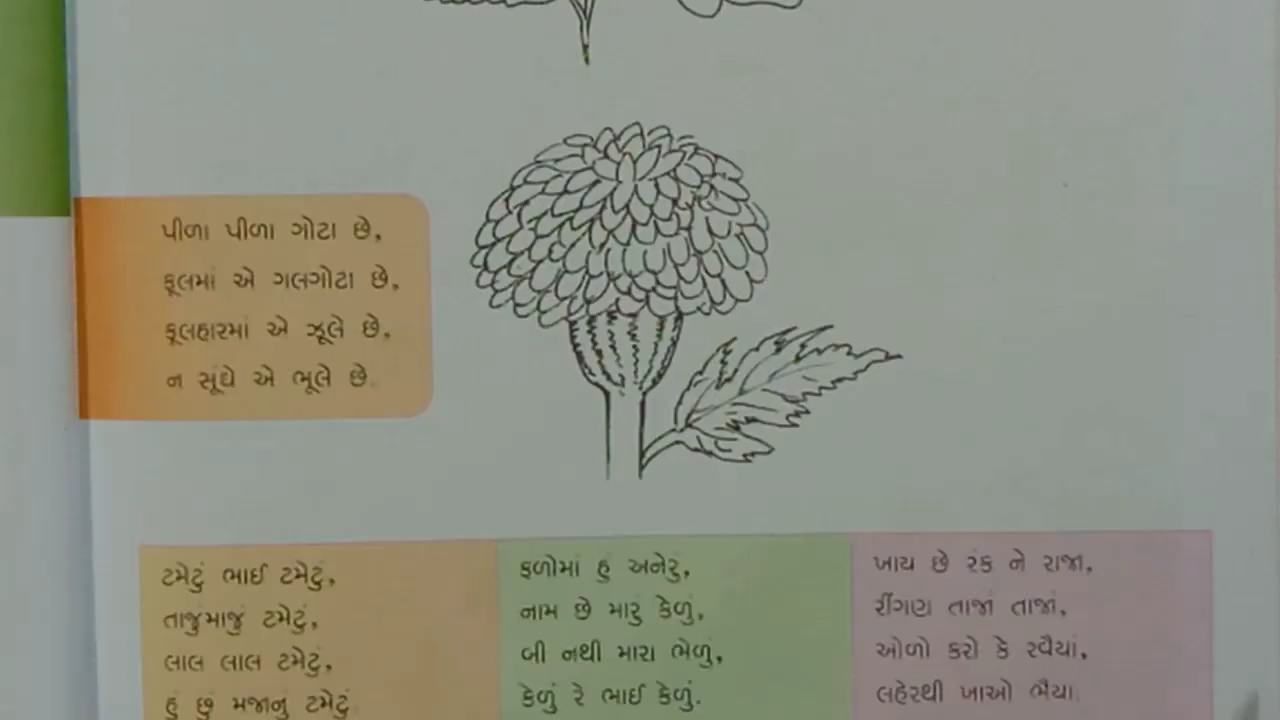 પીળા પીળા ગોટા છે,
ફૂલમાં એ ગલગોટા છે,
ફૂલહારમાં એ ઝૂલે છે,
ન સૂંઘે એ ભૂલે છે.
ટમેટું ભાઈ ટમેટું,
તાજુંમાજું ટમેટું,
લાલ લાલ ટમેટું,
હું છું મજાનું ટમેટું
ફળોમાં હું અનેરું,
નામ છે મારું કેળું,
બી નથી મારા ભેળું,
કેળું રે ભાઈ કેળું.
ખાય છે રંક ને રાજા,
રીંગણ તાજાં તાજાં,
ઓળો કરો કે રવૈયાં,
લહેરથી ખાઓ ભૈયા.